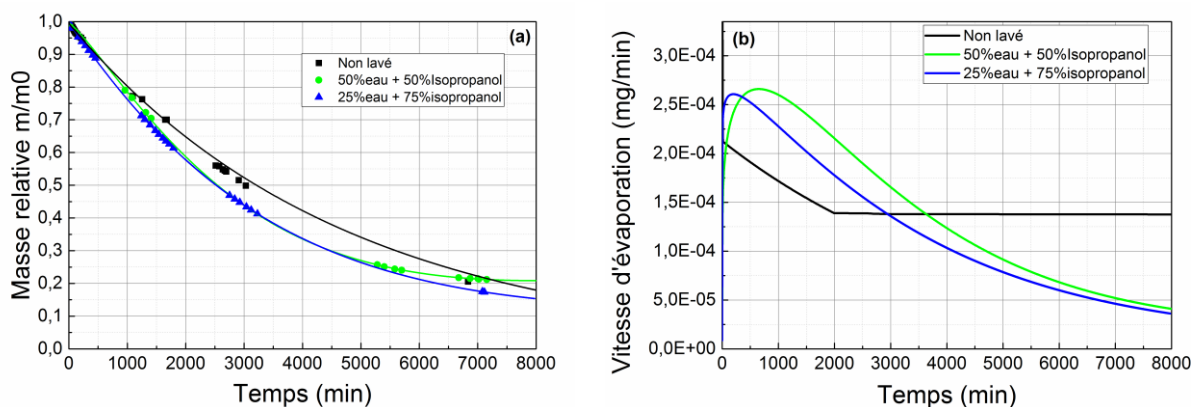 (a)
Non lavé
50%eau + 50%Isopropanol
25%eau + 75%isopropanol
Masse relative m/m0
1,0
0,9
0,8
0,7
0,6
0,5
0,4
0,3
0,2
0,1
0,0
0 1000 2000 3000 4000 5000 6000 7000 8000
Temps (min)
(b)
Non lavé
50%eau + 50%Isopropanol
25%eau + 75%isopropanol
Vitesse d'évaporation (mg/min)
3,0E-04
2,5E-04
2,0E-04
1,5E-04
1,0E-04
5,0E-05
0,0E+00
0 1000 2000 3000 4000 5000 6000 7000 8000
Temps (min)